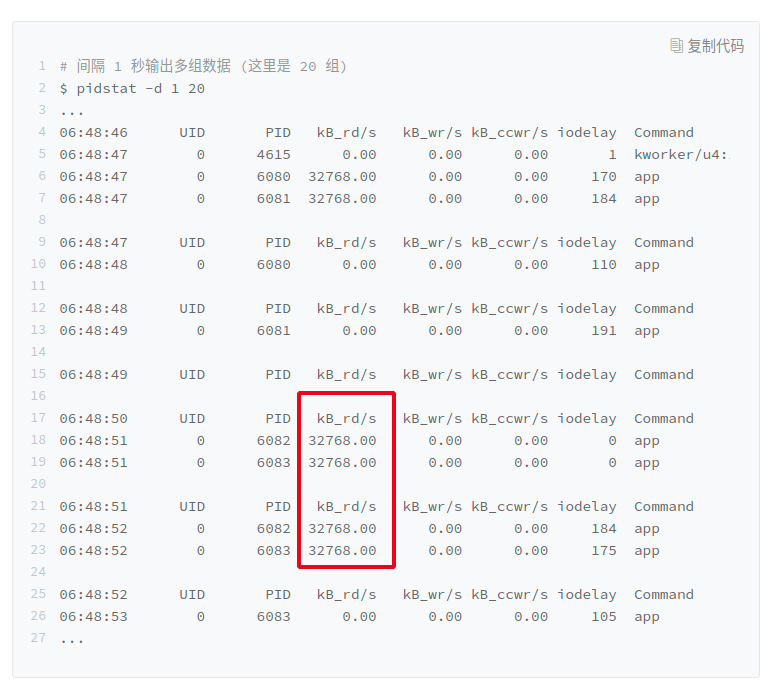 复制代码
1 # 间隔 1 秒输出多组数据 (这里是 20 组)
2 $ pidstat -d 1 20
3 ...
4 06:48:46 UID PID kB_rd/s kB_wr/s kB_ccwr/s iodelay Command
5 06:48:47 0 4615 0.00 0.00 0.00 1 kworker/u4:
6 06:48:47 0 6080 32768.00 0.00 0.00 170 app
7 06:48:47 0 6081 32768.00 0.00 0.00 184 app
8
9 06:48:47 UID PID kB_rd/s kB_wr/s kB_ccwr/s iodelay Command
10 06:48:48 0 6080 0.00 0.00 0.00 110 app
11
12 06:48:48 UID PID kB_rd/s kB_wr/s kB_ccwr/s iodelay Command
13 06:48:49 0 6081 0.00 0.00 0.00 191 app
14
15 06:48:49 UID PID kB_rd/s kB_wr/s kB_ccwr/s iodelay Command
16
17 06:48:50 UID PID kB_rd/s kB_wr/s kB_ccwr/s iodelay Command
18 06:48:51 0 6082 32768.00 0.00 0.00 0 app
19 06:48:51 0 6083 32768.00 0.00 0.00 0 app
20
21 06:48:51 UID PID kB_rd/s kB_wr/s kB_ccwr/s iodelay Command
22 06:48:52 0 6082 32768.00 0.00 0.00 184 app
23 06:48:52 0 6083 32768.00 0.00 0.00 175 app
24
25 06:48:52 UID PID kB_rd/s kB_wr/s kB_ccwr/s iodelay Command
26 06:48:53 0 6083 0.00 0.00 0.00 105 app
27 ...